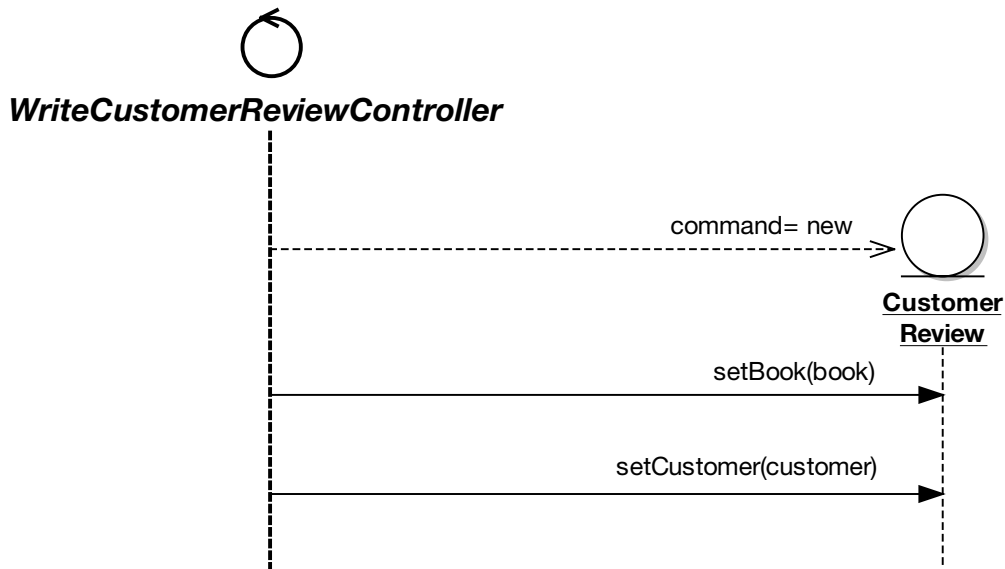 WriteCustomerReviewController
command= new
Customer
Review
setBook(book)
setCustomer(customer)